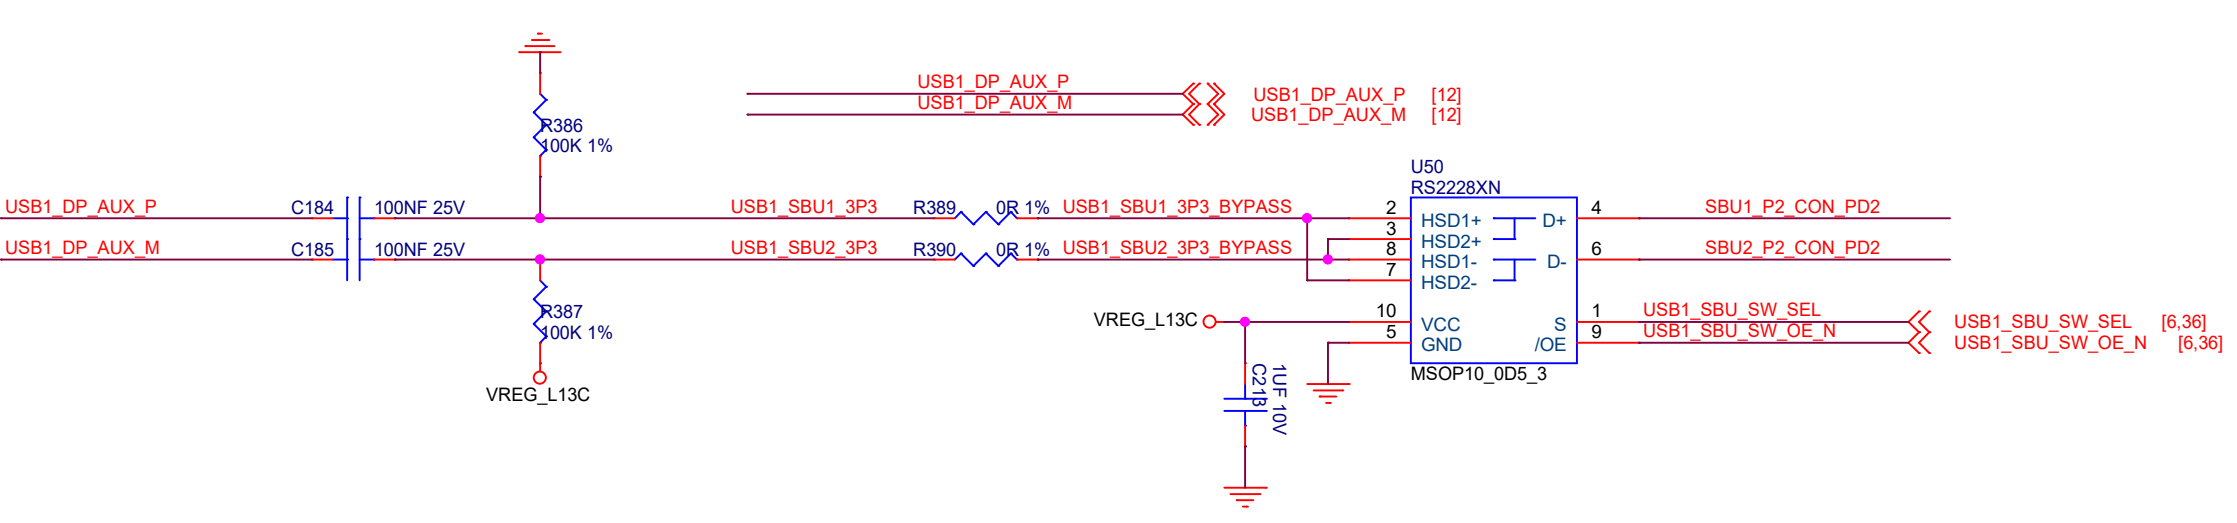 USB1_DP_AUX_P
USB1_DP_AUX_P [12]
USB1_DP_AUX_M
USB1_DP_AUX_M [12]
R386
100K 1%
U50
RS2228XN
USB1_DP_AUX_P
C184
100NF 25V
USB1_SBU1_3P3
R389
0R 1%
USB1_SBU1_3P3_BYPASS
2
HSD1+
D+
4
SBU1_P2_CON_PD2
3
HSD2+
USB1_DP_AUX_M
C185
100NF 25V
USB1_SBU2_3P3
R390
0R 1%
USB1_SBU2_3P3_BYPASS
8
HSD1-
D-
6
SBU2_P2_CON_PD2
7
HSD2-
R387
100K 1%
VREG_L13C
VREG_L13C
10
VCC
S
1
USB1_SBU_SW_SEL
USB1_SBU_SW_SEL [6,36]
5
GND
/OE
9
USB1_SBU_SW_OE_N
USB1_SBU_SW_OE_N [6,36]
MSOP10_0D5_3
C213
1UF 10V